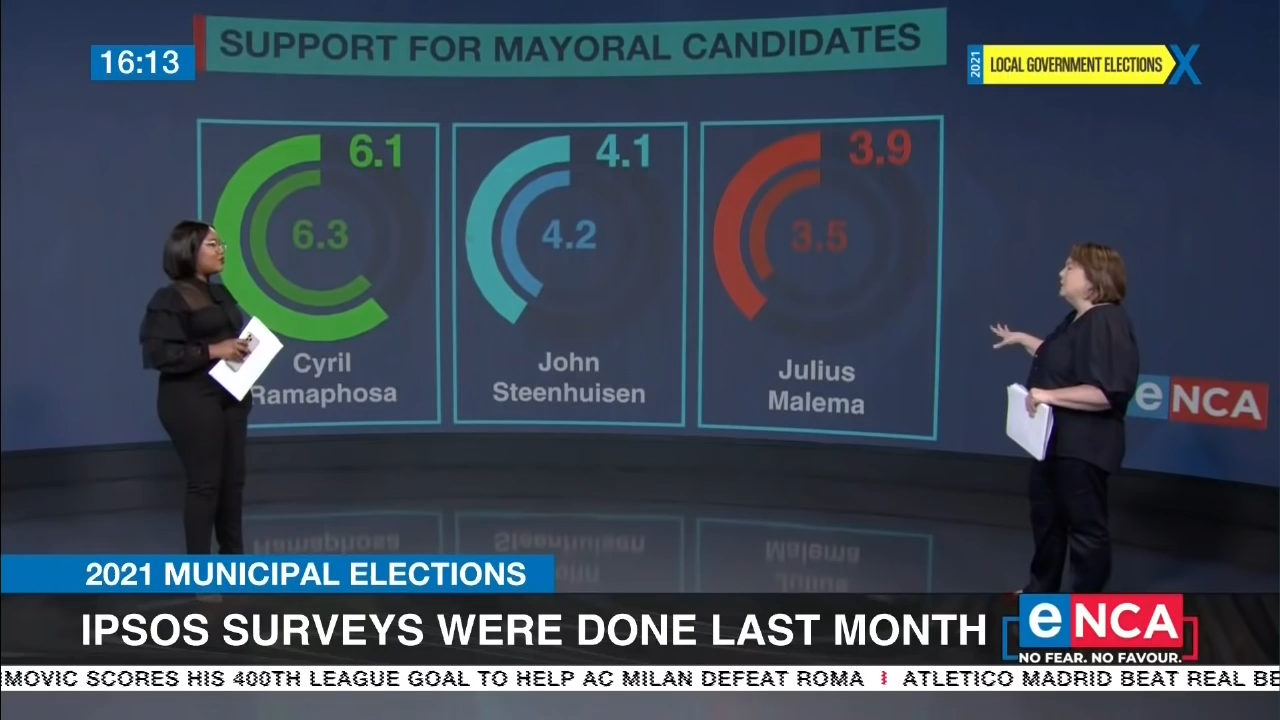 SUPPORT FOR MAYORAL CANDIDATES
16:13
2021
LOCAL GOVERNMENT ELECTIONS X
6.1
6.3
Cyril
Ramaphosa
4.1
4.2
John
Steenhuisen
3.9
3.5
Julius
Malema
eNCA
2021 MUNICIPAL ELECTIONS
IPSOS SURVEYS WERE DONE LAST MONTH
eNCA
NO FEAR. NO FAVOUR.
MOVIC SCORES HIS 400TH LEAGUE GOAL TO HELP AC MILAN DEFEAT ROMA ATLETICO MADRID BEAT REAL BE